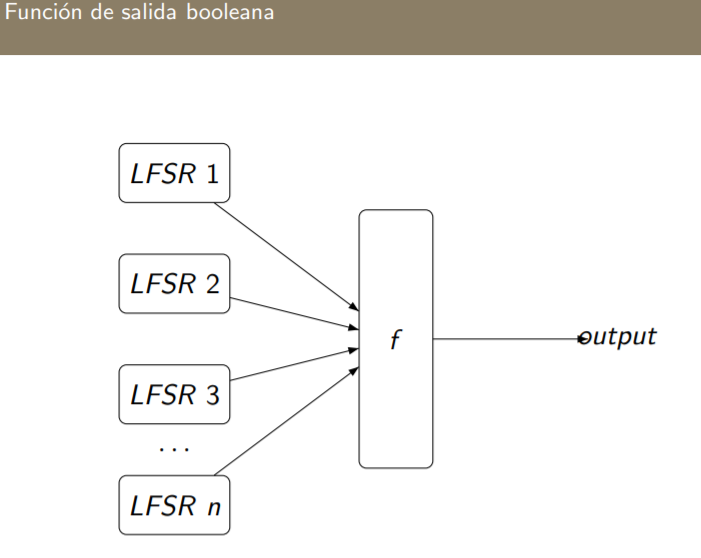 Función de salida booleana
LFSR 1
LFSR 2
LFSR 3
...
LFSR n
f
output